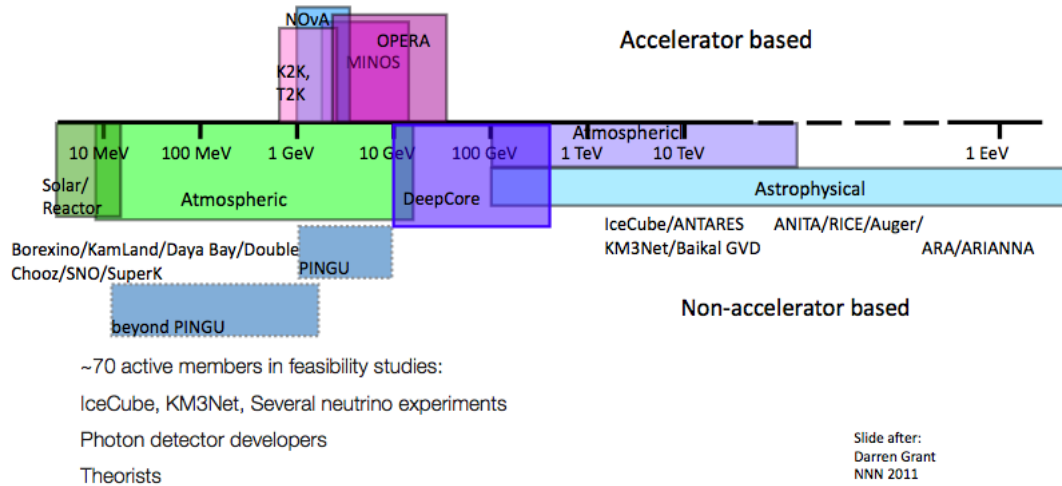 NOvA
Accelerator based
OPERA
MINOS
K2K,
T2K
Atmospheric
10 MeV 100 MeV 1 GeV 10 GeV 100 GeV 1 TeV 10 TeV 1 EeV
Solar/
Reactor
Atmospheric
DeepCore
Astrophysical
IceCube/ANTARES
KM3Net/Baikal GVD
ANITA/RICE/Auger/
ARA/ARIANNA
Borexino/KamLand/Daya Bay/Double
Chooz/SNO/SuperK
PINGU
Non-accelerator based
beyond PINGU
~70 active members in feasibility studies:
IceCube, KM3Net, Several neutrino experiments
Photon detector developers
Theorists
Slide after:
Darren Grant
NNN 2011